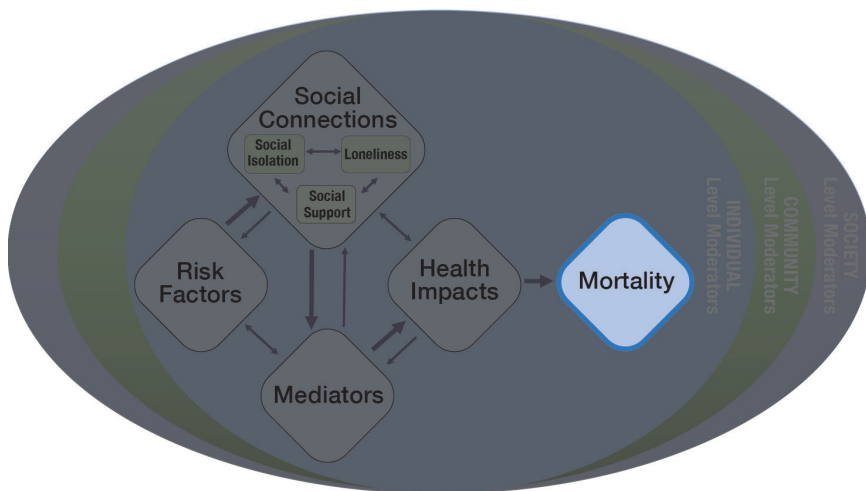 Social
Connections
Social
Isolation
Loneliness
Social
Support
Risk
Factors
Health
Impacts
Mortality
Mediators
INDIVIDUAL
Level Moderators
COMMUNITY
Level Moderators
SOCIETY
Level Moderators